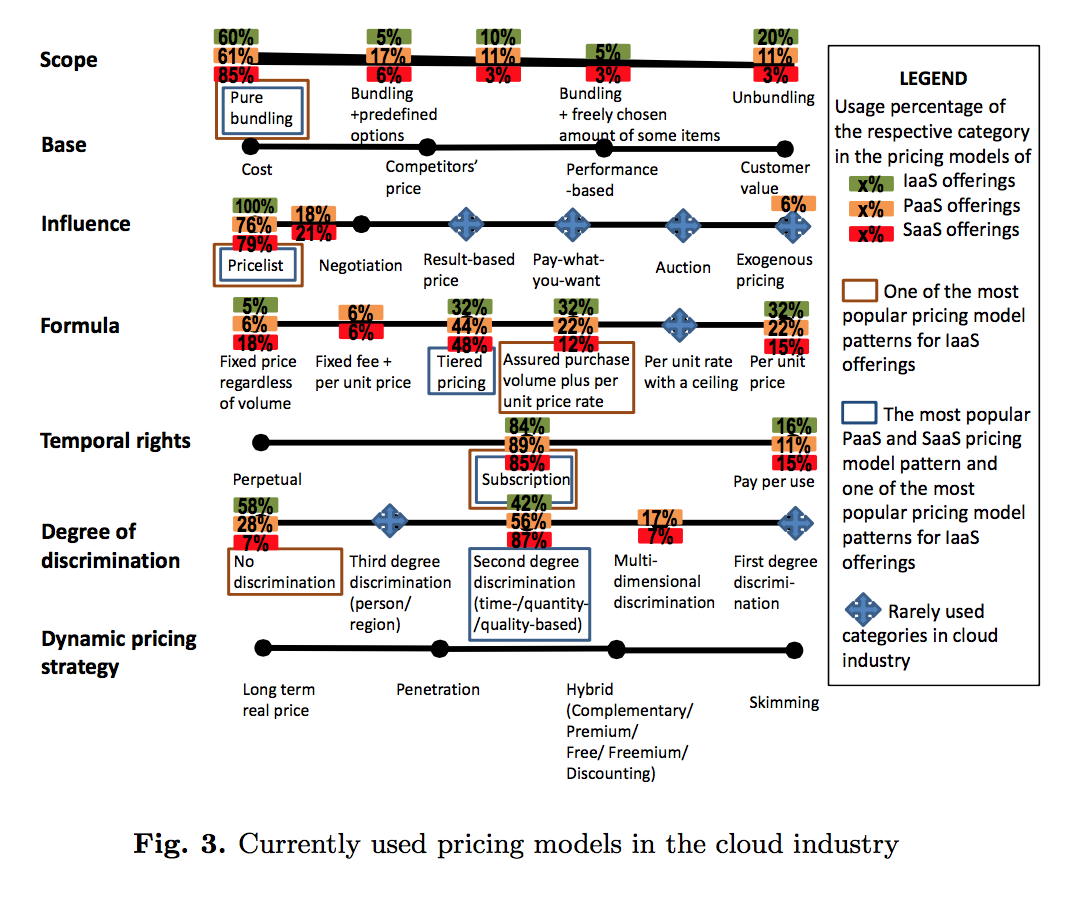 Scope
60% 5% 10% 20%
61% 17% 11% 5% 11%
85% 6% 3% 3% 3%
Pure
bundling
Bundling
+predefined
options
Bundling
+ freely chosen
amount of some items
Unbundling
Base
Cost
Competitors’
price
Performance
-based
Customer
value
Influence
100%
76% 18% 6%
79% 21%
Pricelist
Negotiation
Result-based
price
Pay-what-
you-want
Auction
Exogenous
pricing
Formula
5% 32% 32% 32%
6% 6% 44% 22% 22%
18% 6% 48% 12% 15%
Fixed price
regardless
of volume
Fixed fee +
per unit price
Tiered
pricing
Assured purchase
volume plus per
unit price rate
Per unit rate
with a ceiling
Per unit
price
Temporal rights
84% 16%
89% 11%
85% 15%
Perpetual
Subscription
Pay per use
Degree of
discrimination
58% 42%
28% 56% 17%
7% 87% 7%
No
discrimination
Third degree
discrimination
(person/
region)
Second degree
discrimination
(time-/quantity-
/quality-based)
Multi-
dimensional
discrimination
First degree
discrimi-
nation
Dynamic pricing
strategy
Long term
real price
Penetration
Hybrid
(Complementary/
Premium/
Free/ Freemium/
Discounting)
Skimming
LEGEND
Usage percentage of
the respective category
in the pricing models of
x% IaaS offerings
x% PaaS offerings
x% SaaS offerings
One of the most
popular pricing model
patterns for IaaS
offerings
The most popular
PaaS and SaaS pricing
model pattern and
one of the most
popular pricing model
patterns for IaaS
offerings
Rarely used
categories in cloud
industry
Fig. 3. Currently used pricing models in the cloud industry